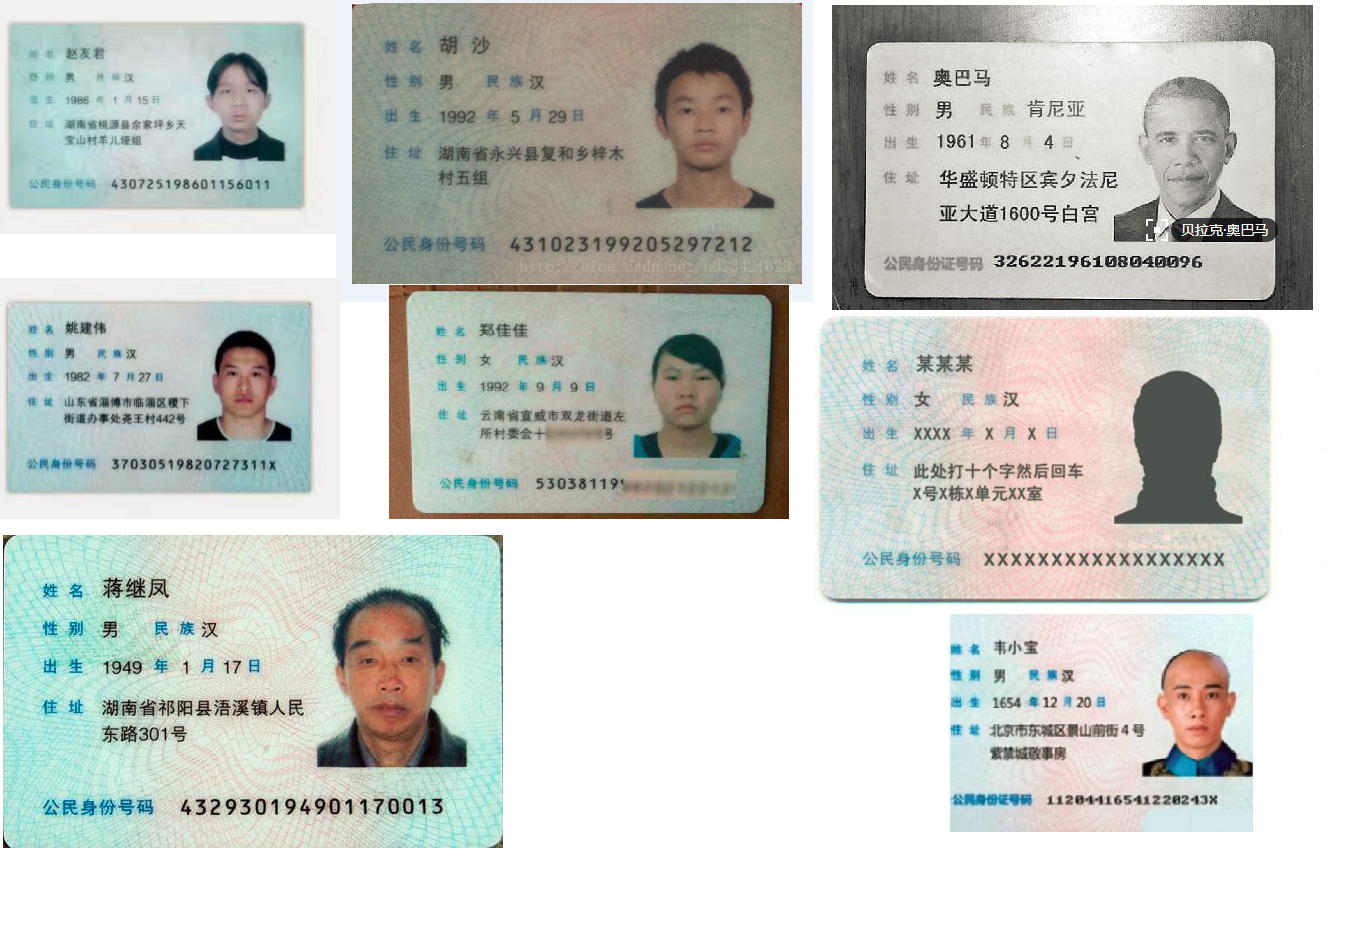 姓 名 赵友君
性 别 男 民 族 汉
出 生 1986 年 1 月 15 日
住 址 湖南省桃源县佘家坪乡天
宝山村羊儿垭组
公民身份号码 430725198601156011
姓 名 胡 沙
性 别 男 民 族 汉
出 生 1992 年 5 月 29 日
住 址 湖南省永兴县复和乡梓木
村五组
公民身份号码 431023199205297212
http://blog.csdn.net/u013421629
姓 名 奥巴马
性 别 男 民 族 肯尼亚
出 生 1961 年 8 月 4 日
住 址 华盛顿特区宾夕法尼
亚大道1600号白宫
贝拉克·奥巴马
公民身份证号码 32622196108040096
姓 名 姚建伟
性 别 男 民 族 汉
出 生 1982 年 7 月 27 日
住 址 山东省淄博市临淄区稷下
街道办事处尧王村442号
公民身份号码 37030519820727311X
姓 名 郑佳佳
性 别 女 民 族 汉
出 生 1992 年 9 月 9 日
住 址 云南省宣威市双龙街道左
所村委会十 号
公民身份号码 530381199
姓 名 某某某
性 别 女 民 族 汉
出 生 XXXX 年 X 月 X 日
住 址 此处打十个字然后回车
X号X栋X单元XX室
公民身份号码 XXXXXXXXXXXXXXXXXX
姓 名 蒋继凤
性 别 男 民 族 汉
出 生 1949 年 1 月 17 日
住 址 湖南省祁阳县浯溪镇人民
东路301号
公民身份号码 432930194901170013
姓 名 韦小宝
性 别 男 民 族 汉
出 生 1654 年 12 月 20 日
住 址 北京市东城区景山前街 4 号
紫禁城敬事房
公民身份证号码 11204416541220243X